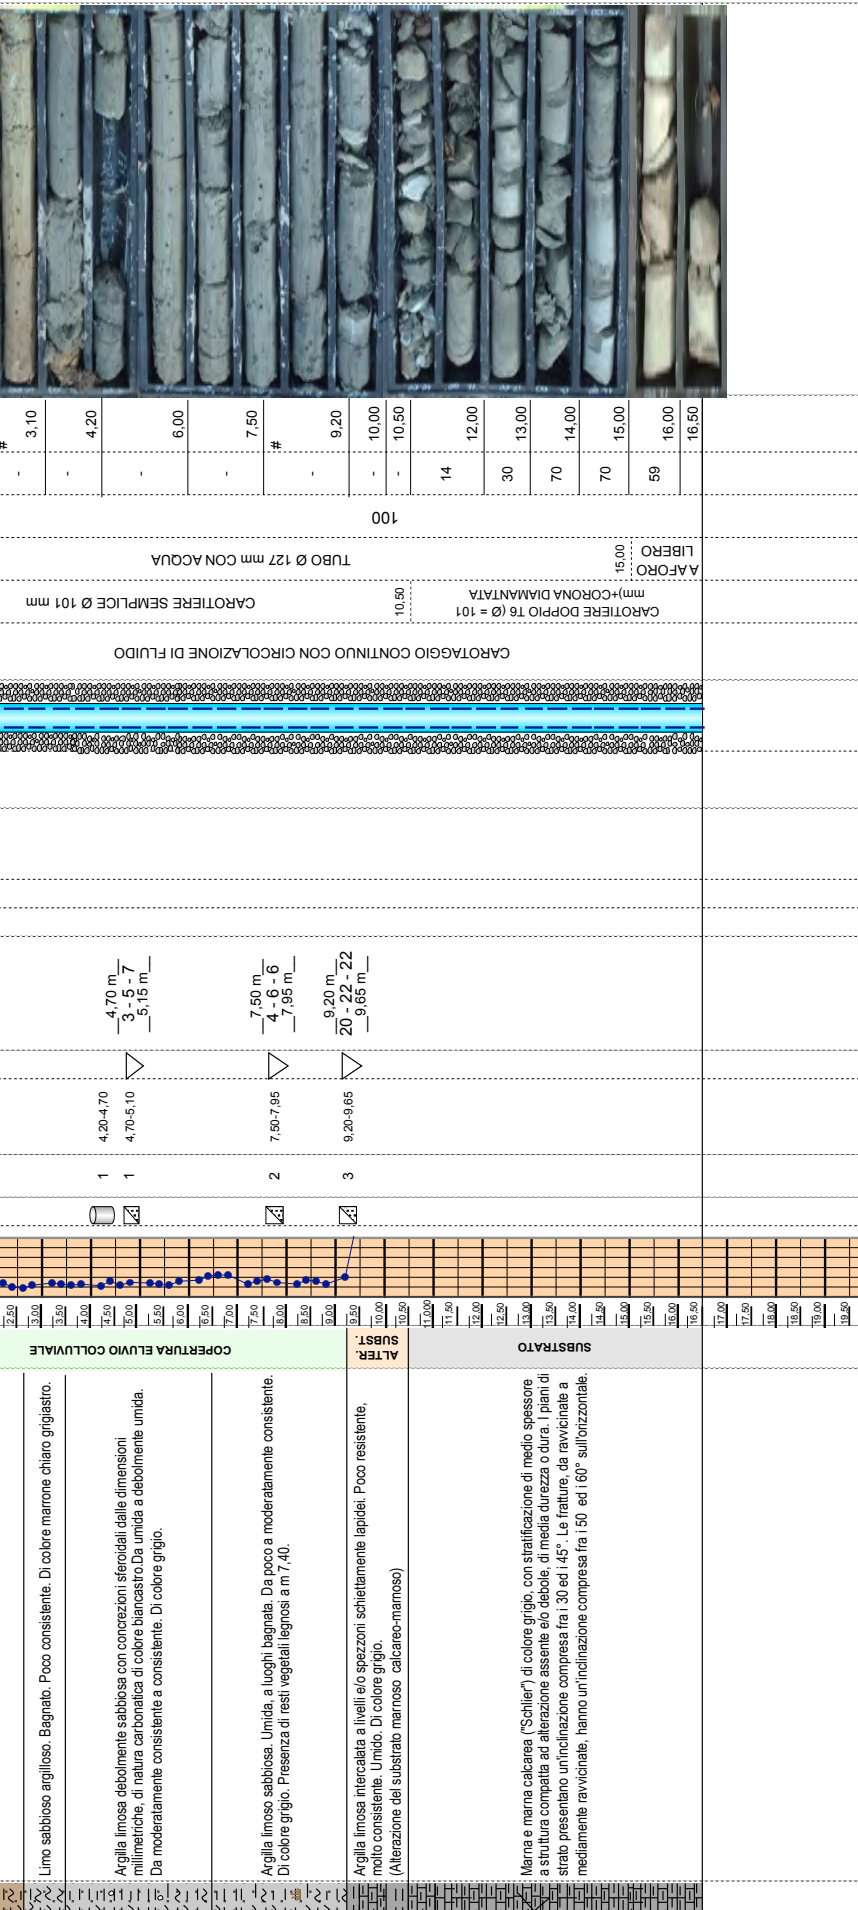 #
3,10
4,20
6,00
7,50
#
9,20
10,00
10,50
12,00
13,00
14,00
15,00
16,00
16,50
-
-
-
-
-
-
-
14
30
70
70
59
100
TUBO Ø 127 mm CON ACQUA
15,00
A AFORO
LIBERO
CAROTIERE SEMPLICE Ø 101 mm
10,50
CAROTIERE DOPPIO T6 (Ø = 101
mm)+CORONA DIAMANTATA
CAROTAGGIO CONTINUO CON CIRCOLAZIONE DI FLUIDO
__4,70 m__
3 - 5 - 7
__5,15 m__
__7,50 m__
4 - 6 - 6
__7,95 m__
__9,20 m__
20 - 22 - 22
__9,65 m__
4,20-4,70
4,70-5,10
7,50-7,95
9,20-9,65
1
1
2
3
2,50
3,00
3,50
4,00
4,50
5,00
5,50
6,00
6,50
7,00
7,50
8,00
8,50
9,00
9,50
10,00
10,50
11,000
11,50
12,00
12,50
13,00
13,50
14,00
14,50
15,00
15,50
16,00
16,50
17,00
17,50
18,00
18,50
19,00
19,50
COPERTURA ELUVIO COLLUVIALE
ALTER.
SUBST.
SUBSTRATO
Limo sabbioso argilloso. Bagnato. Poco consistente. Di colore marrone chiaro grigiastro.
Argilla limosa debolmente sabbiosa con concrezioni sferoidali dalle dimensioni
millimetriche, di natura carbonatica di colore biancastro.Da umida a debolmente umida.
Da moderatamente consistente a consistente. Di colore grigio.
Argilla limoso sabbiosa. Umida, a luoghi bagnata. Da poco a moderatamente consistente.
Di colore grigio. Presenza di resti vegetali legnosi a m 7,40.
Argilla limosa intercalata a livelli e/o spezzoni schiettamente lapidei. Poco resistente,
molto consistente. Umido. Di colore grigio.
(Alterazione del substrato marnoso calcareo-marnoso)
Marna e marna calcarea ("Schlier") di colore grigio, con stratificazione di medio spessore
a struttura compatta ad alterazione assente e/o debole, di media durezza o dura. I piani di
strato presentano un'inclinazione compresa fra i 30 ed i 45°. Le fratture, da ravvicinate a
mediamente ravvicinate, hanno un'inclinazione compresa fra i 50 ed i 60° sull'orizzontale.